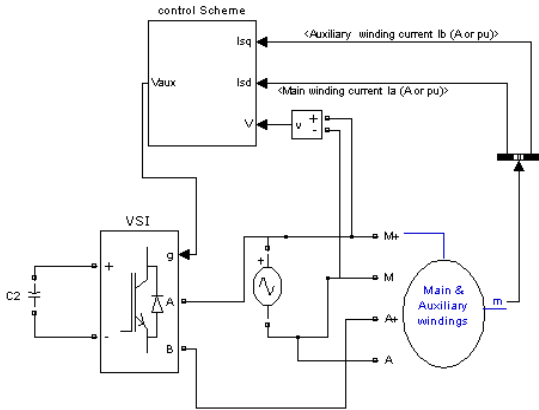 control Scheme
Isq
<Auxiliary winding current Ib (A or pu)>
Vaux
Isd
<Main winding current Ia (A or pu)>
V
v
+
-
VSI
g
M+
+
+
A
M
Main &
Auxiliary
windings
m
C2
A+
-
B
A